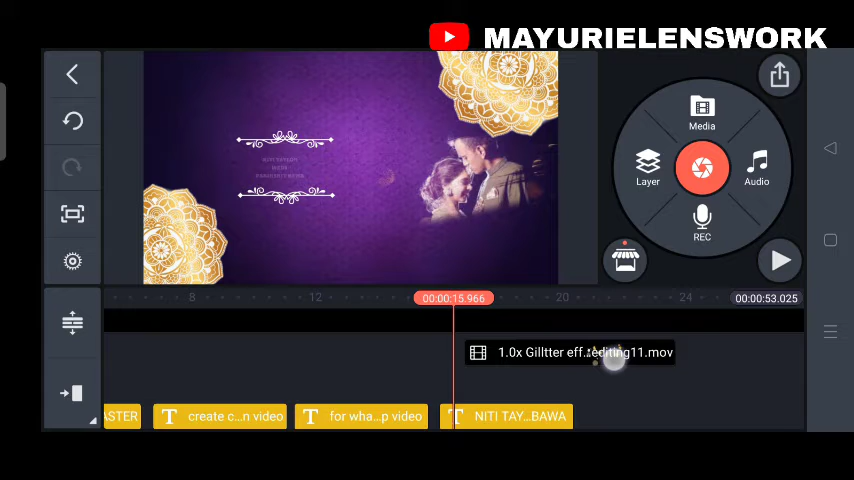 MAYURIELENSWORK
Media
Layer
Audio
REC
8
12
00:00:15.966
20
24
00:00:53.025
1.0x Gilltter eff..editing11.mov
ASTER
T create c...n video
T for wha...p video
T NITI TAY...BAWA